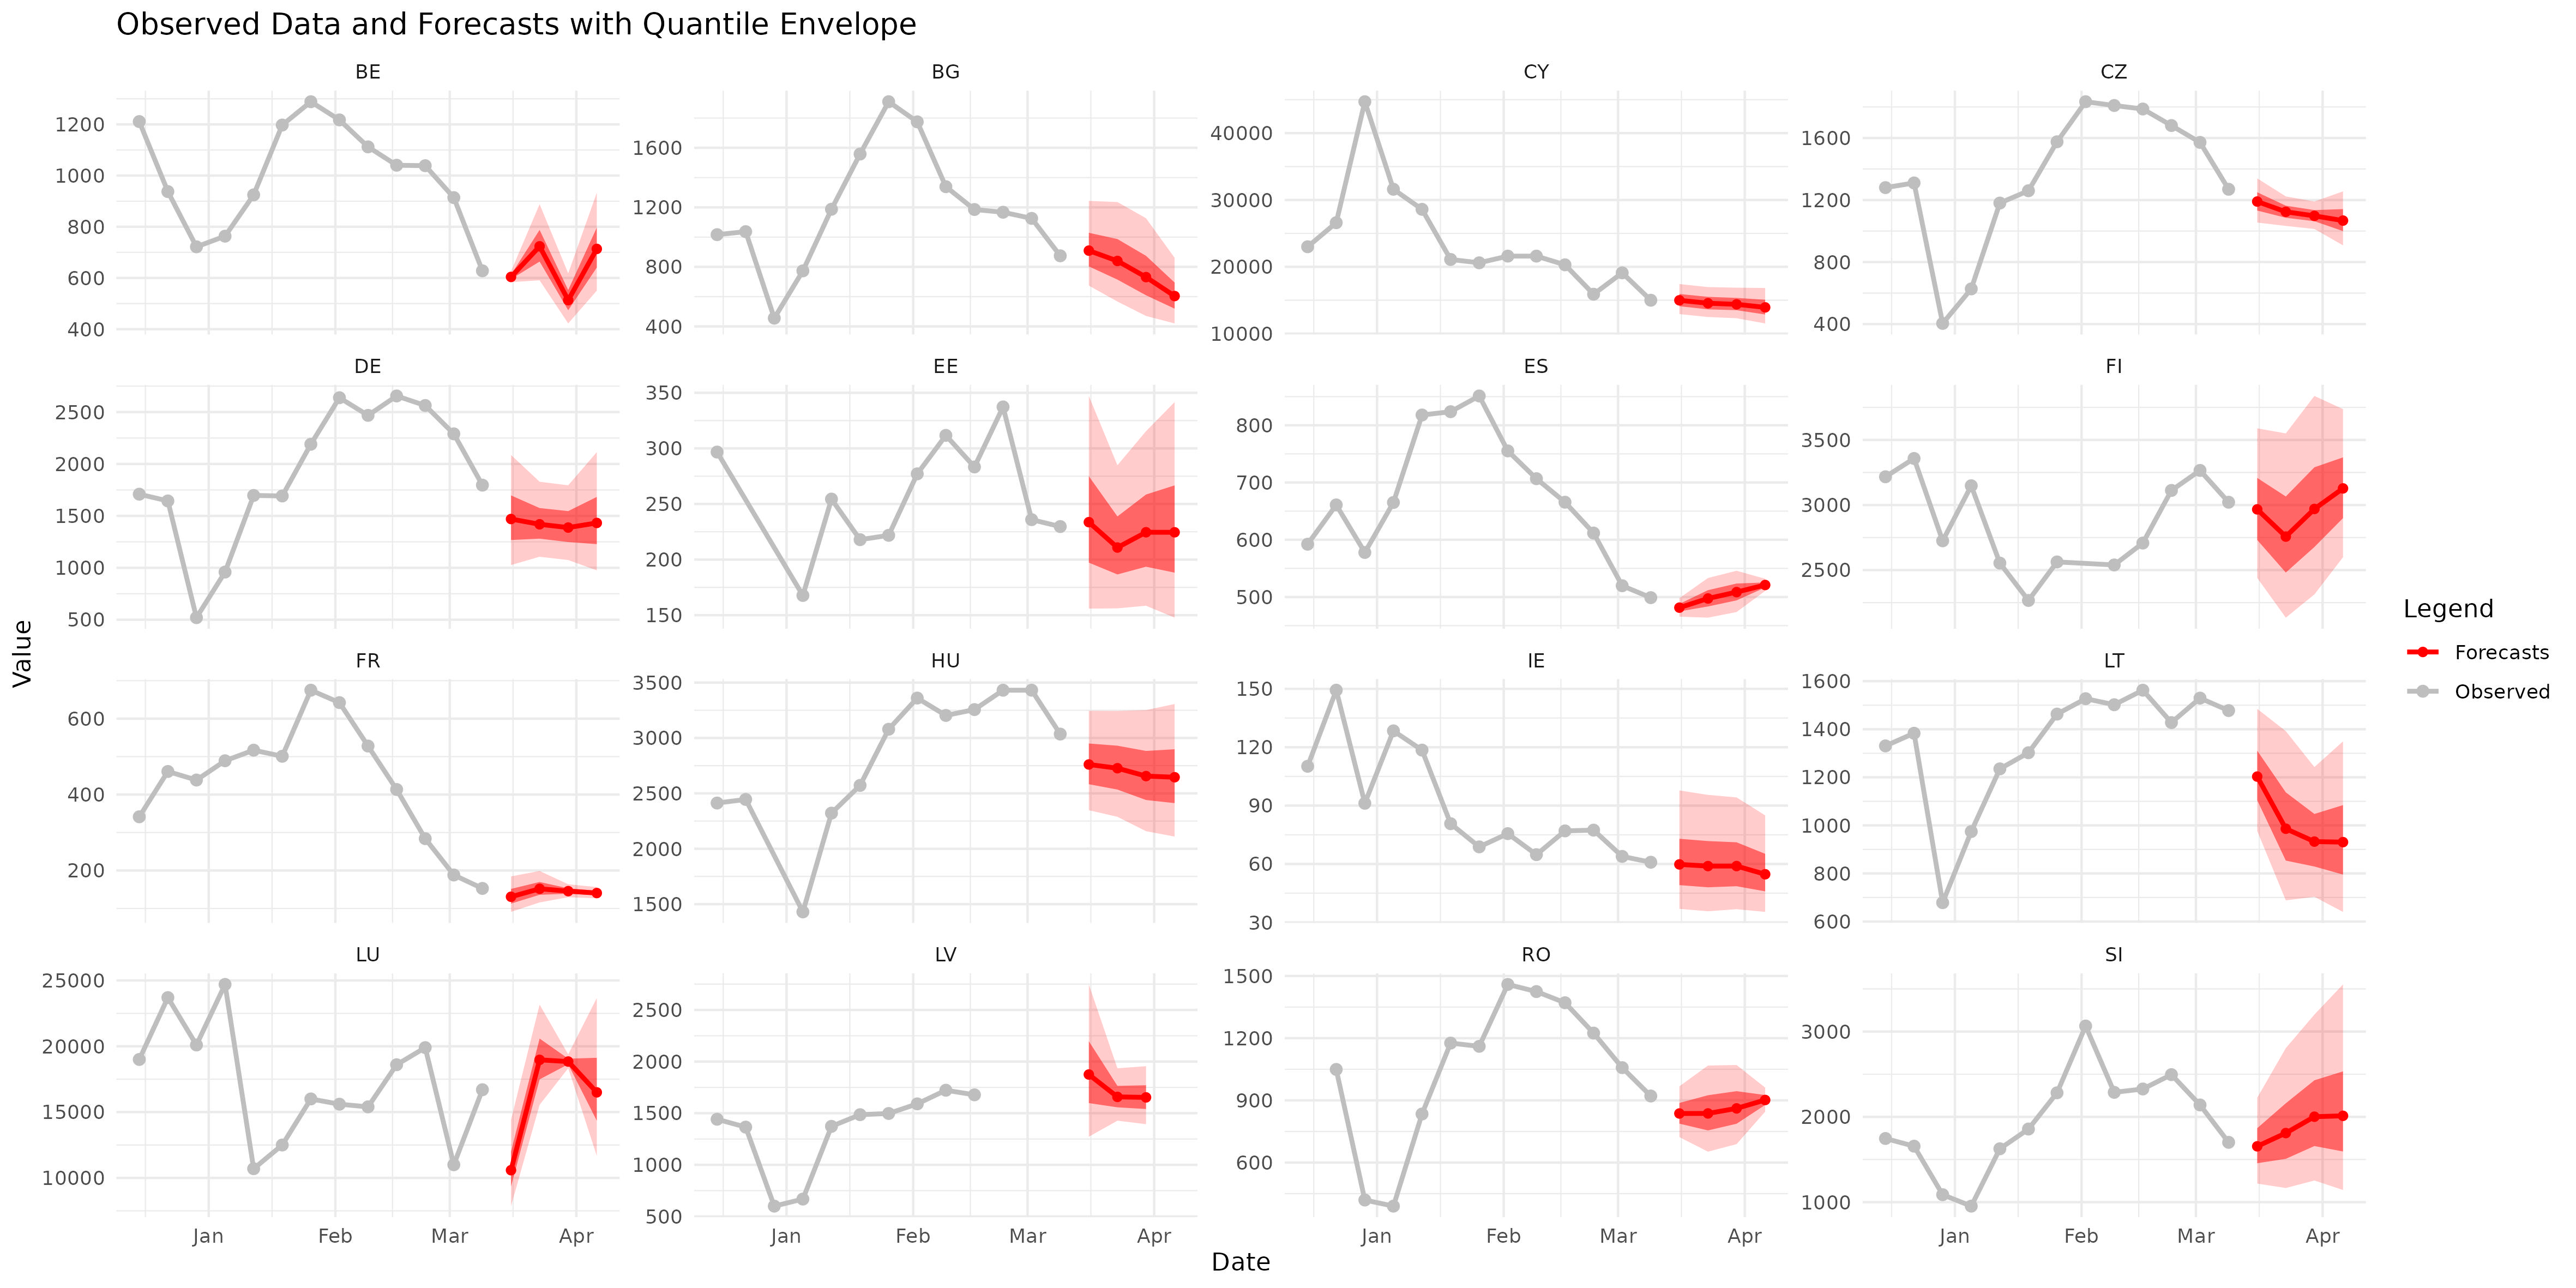 Observed Data and Forecasts with Quantile Envelope
BE BG CY CZ
1200 1000 800 600 400
1600 1200 800 400
40000 30000 20000 10000
1600 1200 800 400
DE EE ES FI
2500 2000 1500 1000 500
350 300 250 200 150
800 700 600 500
3500 3000 2500
FR HU IE LT
600 400 200
3500 3000 2500 2000 1500
150 120 90 60 30
1600 1400 1200 1000 800 600
LU LV RO SI
25000 20000 15000 10000
2500 2000 1500 1000 500
1500 1200 900 600
3000 2000 1000
Jan Feb Mar Apr
Jan Feb Mar Apr
Jan Feb Mar Apr
Jan Feb Mar Apr
Value
Date
Legend
Forecasts
Observed